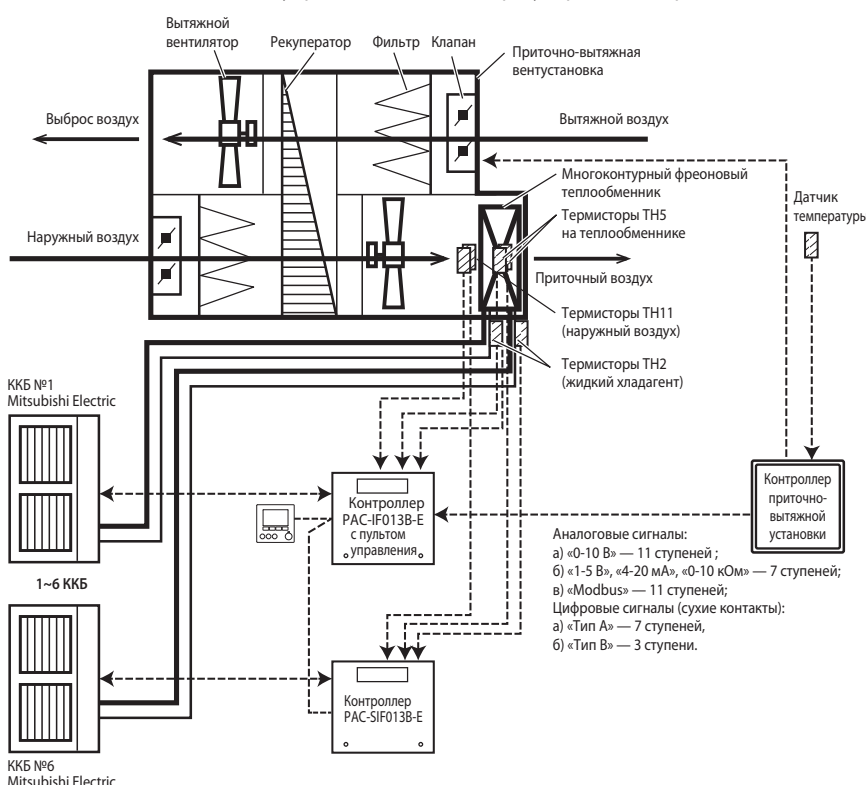 Вытяжной
вентилятор
Рекуператор
Фильтр
Клапан
Приточно-вытяжная
вентустановка
Выброс воздух
Вытяжной воздух
Многоконтурный фреоновый
теплообменник
Датчик
температурь
Термисторы TH5
на теплообменнике
Наружный воздух
Приточный воздух
Термисторы TH11
(наружный воздух)
Термисторы TH2
(жидкий хладагент)
ККБ №1
Mitsubishi Electric
Контроллер
PAC-IF013B-E
с пультом
управления
Контроллер
приточно-
вытяжной
установки
Аналоговые сигналы:
а) «0-10 В» — 11 ступеней ;
б) «1-5 В», «4-20 мА», «0-10 кОм» — 7 ступеней;
в) «Modbus» — 11 ступеней;
Цифровые сигналы (сухие контакты):
а) «Тип А» — 7 ступеней,
б) «Тип В» — 3 ступени.
1~6 ККБ
Контроллер
PAC-SIF013B-E
ККБ №6
Mitsubishi Electric